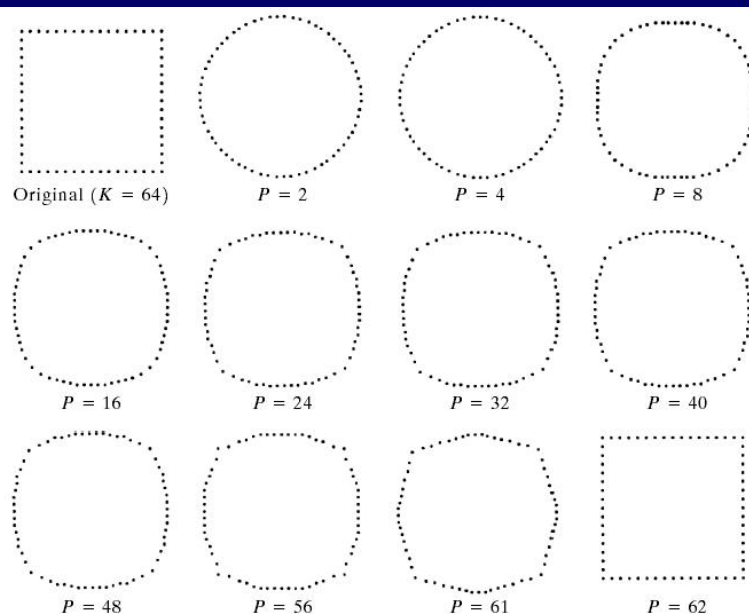 Original (K = 64)
P = 2
P = 4
P = 8
P = 16
P = 24
P = 32
P = 40
P = 48
P = 56
P = 61
P = 62